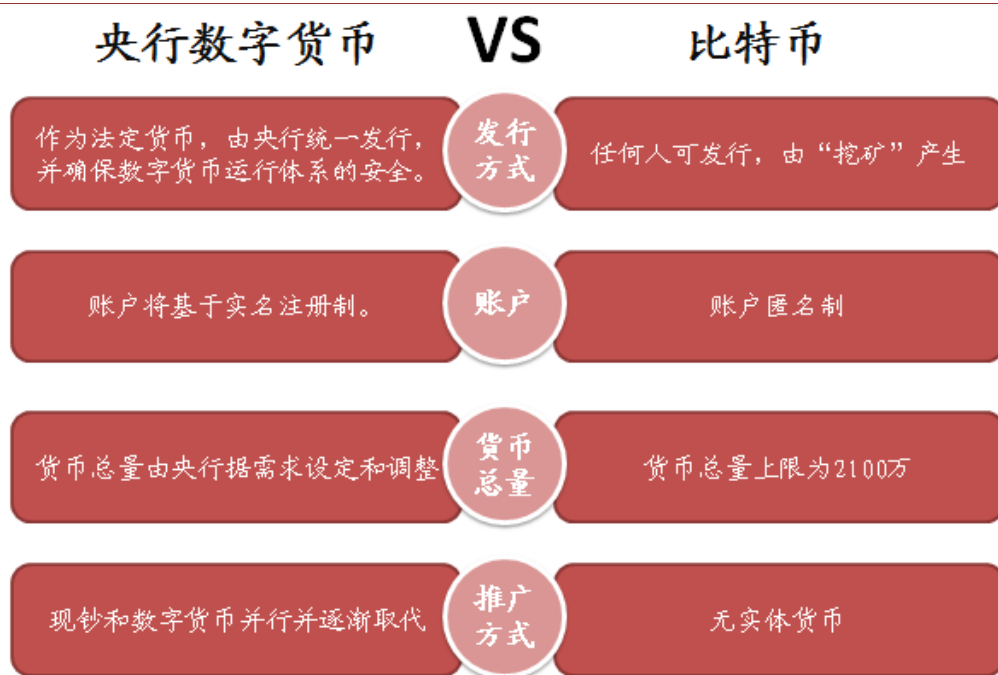 央行数字货币 VS 比特币
作为法定货币，由央行统一发行，
并确保数字货币运行体系的安全。
发行
方式
任何人可发行，由“挖矿”产生
账户将基于实名注册制。
账户
账户匿名制
货币总量由央行据需求设定和调整
货币
总量
货币总量上限为2100万
现钞和数字货币并行并逐渐取代
推广
方式
无实体货币